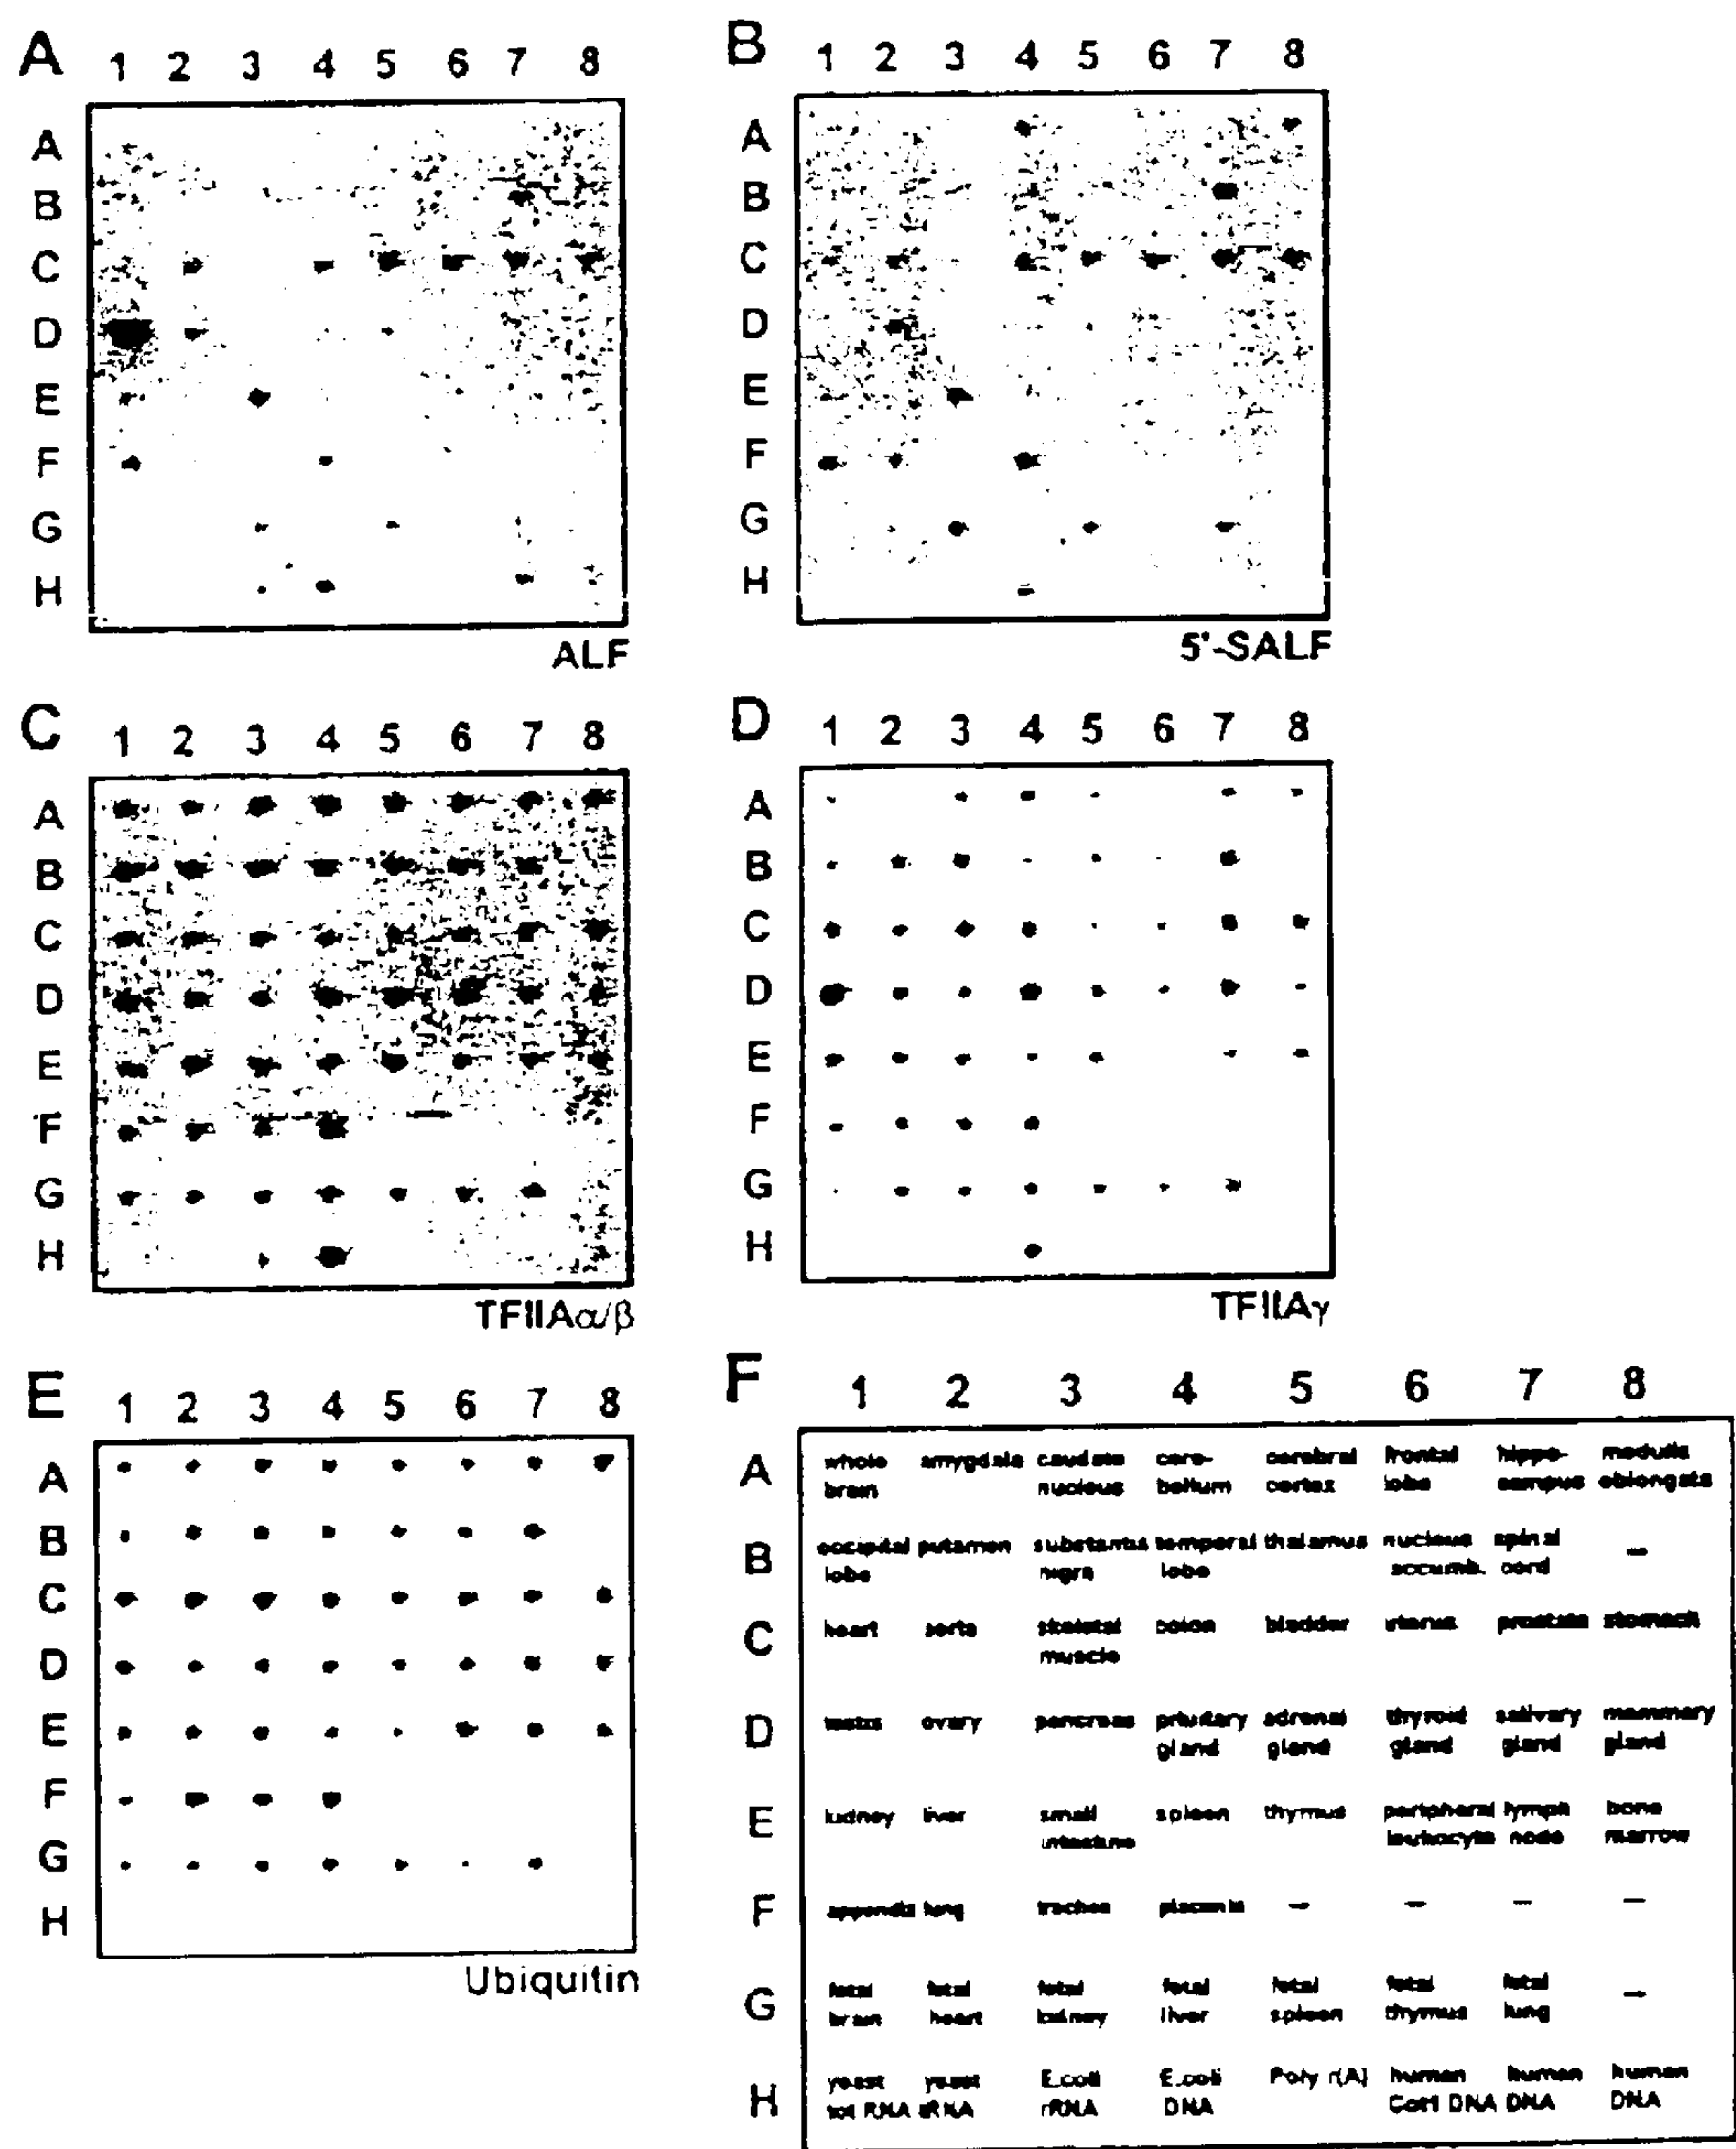 A 1 2 3 4 5 6 7 8
A
B
C
D
E
F
G
H
ALF
B 1 2 3 4 5 6 7 8
A
B
C
D
E
F
G
H
5'-SALF
C 1 2 3 4 5 6 7 8
A
B
C
D
E
F
G
H
TFIIAα/β
D 1 2 3 4 5 6 7 8
A
B
C
D
E
F
G
H
TFIIAγ
E 1 2 3 4 5 6 7 8
A
B
C
D
E
F
G
H
Ubiquitin
F 1 2 3 4 5 6 7 8
A whole amygdala caudate cere- cerebral frontal hippo- medulla
brain nucleus bellum cortex lobe campus oblongata
B occipital putamen substantia temporal thalamus nucleus spinal –
lobe nigra lobe accumb. cord
C heart aorta skeletal colon bladder uterus prostate stomach
muscle
D testis ovary pancreas pituitary adrenal thyroid salivary mammary
gland gland gland gland gland
E kidney liver small spleen thymus peripheral lymph bone
intestine leukocyte node marrow
F appendix lung trachea placenta – – – –
G fetal fetal fetal fetal fetal fetal fetal –
brain heart kidney liver spleen thymus lung
H yeast yeast E.coli E.coli Poly r(A) human human human
tot RNA tRNA rRNA DNA Cot1 DNA DNA DNA